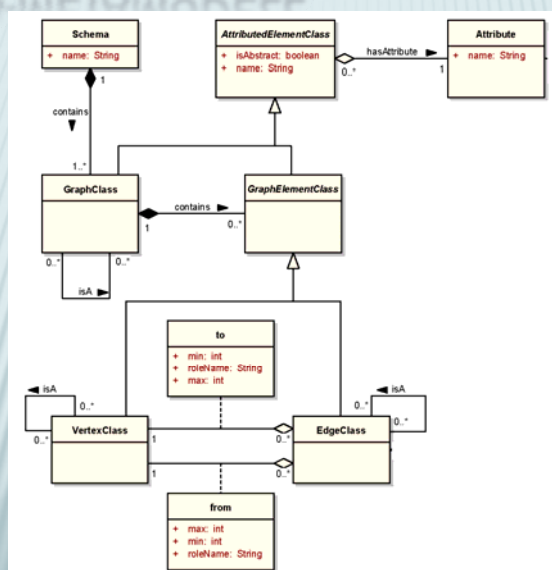 Schema
+ name: String
AttributedElementClass
+ isAbstract: boolean
+ name: String
hasAttribute
0..*
1
Attribute
+ name: String
1
contains
1..*
GraphClass
contains
1
0..*
GraphElementClass
0..*
0..*
isA
to
+ min: int
+ roleName: String
+ max: int
isA
0..*
0..*
VertexClass
1
0..*
1
0..*
EdgeClass
isA
0..*
0..*
from
+ max: int
+ min: int
+ roleName: String